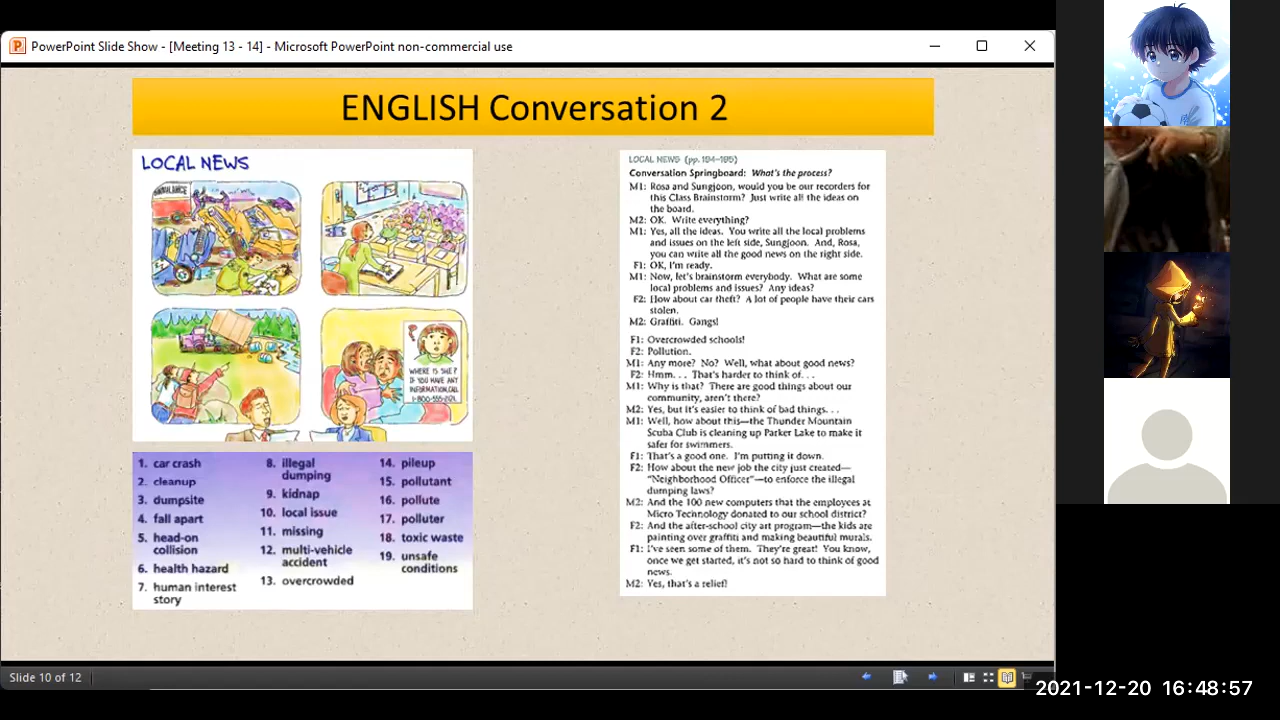 PowerPoint Slide Show - [Meeting 13 - 14] - Microsoft PowerPoint non-commercial use
ENGLISH Conversation 2
LOCAL NEWS
AMBULANCE
WHERE IS SHE?
IF YOU HAVE ANY
INFORMATION, CALL
1. car crash
2. cleanup
3. dumpsite
4. fall apart
5. head-on
collision
6. health hazard
7. human interest
story
8. illegal
dumping
9. kidnap
10. local issue
11. missing
12. multi-vehicle
accident
13. overcrowded
14. pileup
15. pollutant
16. pollute
17. polluter
18. toxic waste
19. unsafe
conditions
LOCAL NEWS (pp. 194–195)
Conversation Springboard: What's the process?
M1: Rosa and Sungjoon, would you be our recorders for
this Class Brainstorm? Just write all the ideas on
the board.
M2: OK. Write everything?
M1: Yes, all the ideas. You write all the local problems
and issues on the left side, Sungjoon. And, Rosa,
you can write all the good news on the right side.
F1: OK, I'm ready.
M1: Now, let's brainstorm everybody. What are some
local problems and issues? Any ideas?
F2: How about car theft? A lot of people have their cars
stolen.
M2: Graffiti. Gangs!
F1: Overcrowded schools!
F2: Pollution.
M1: Any more? No? Well, what about good news?
F2: Hmm. . . That's harder to think of. . .
M1: Why is that? There are good things about our
community, aren't there?
M2: Yes, but it's easier to think of bad things. . .
M1: Well, how about this—the Thunder Mountain
Scuba Club is cleaning up Parker Lake to make it
safer for swimmers.
F1: That's a good one. I'm putting it down.
F2: How about the new job the city just created—
"Neighborhood Officer"—to enforce the illegal
dumping laws?
M2: And the 100 new computers that the employees at
Micro Technology donated to our school district?
F2: And the after-school city art program—the kids are
painting over graffiti and making beautiful murals.
F1: I've seen some of them. They're great! You know,
once we get started, it's not so hard to think of good
news.
M2: Yes, that's a relief!
Slide 10 of 12
2021-12-20 16:48:57